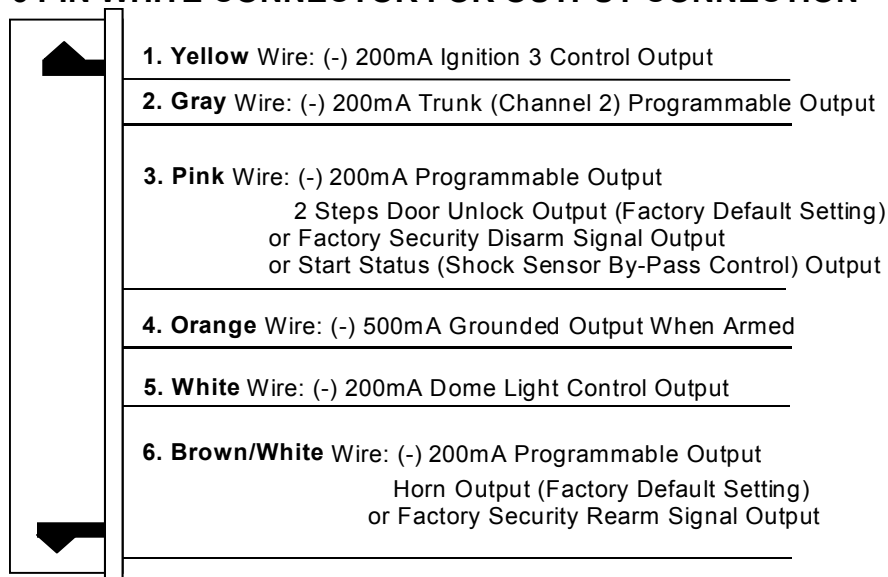 1. Yellow Wire: (-) 200mA Ignition 3 Control Output
2. Gray Wire: (-) 200mA Trunk (Channel 2) Programmable Output
3. Pink Wire: (-) 200mA Programmable Output
2 Steps Door Unlock Output (Factory Default Setting)
or Factory Security Disarm Signal Output
or Start Status (Shock Sensor By-Pass Control) Output
4. Orange Wire: (-) 500mA Grounded Output When Armed
5. White Wire: (-) 200mA Dome Light Control Output
6. Brown/White Wire: (-) 200mA Programmable Output
Horn Output (Factory Default Setting)
or Factory Security Rearm Signal Output